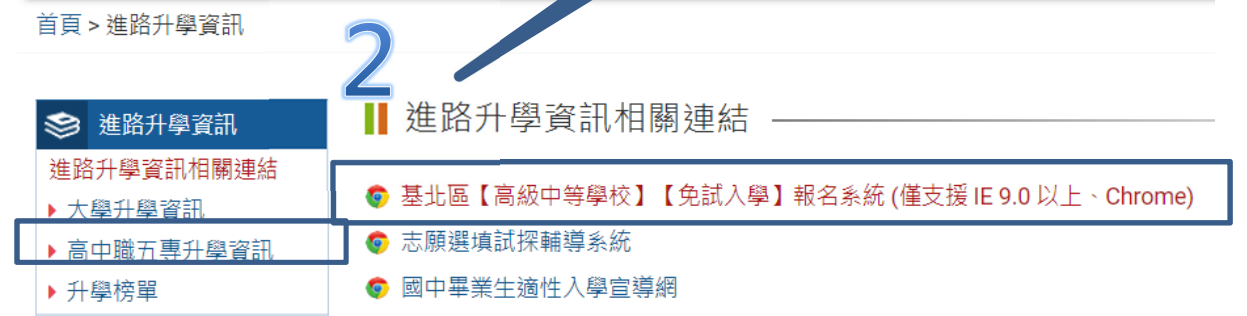 首頁 > 進路升學資訊
2
進路升學資訊
進路升學資訊相關連結
大學升學資訊
高中職五專升學資訊
升學榜單
進路升學資訊相關連結
基北區【高級中等學校】【免試入學】報名系統 (僅支援 IE 9.0 以上、Chrome)
志願選填試探輔導系統
國中畢業生適性入學宣導網